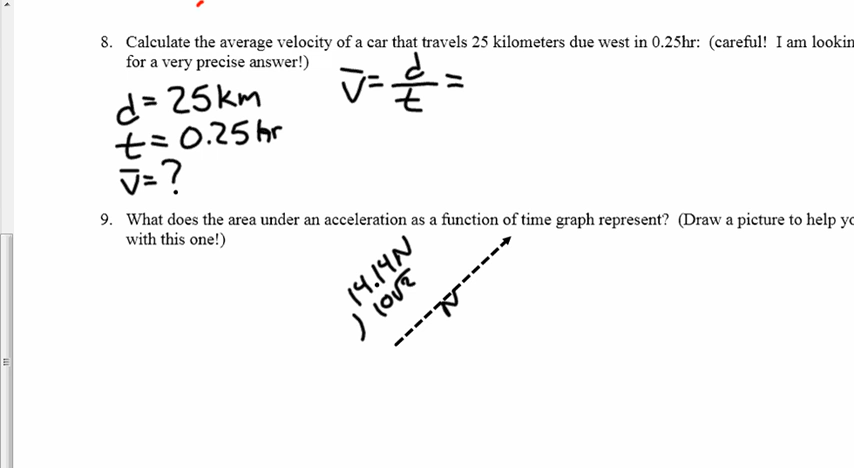 8. Calculate the average velocity of a car that travels 25 kilometers due west in 0.25hr: (careful! I am lookin
for a very precise answer!)
v̅ = d/t =
d = 25 km
t = 0.25 hr
v̅ = ?
9. What does the area under an acceleration as a function of time graph represent? (Draw a picture to help yo
with this one!)
14.14N
) 10√2
N